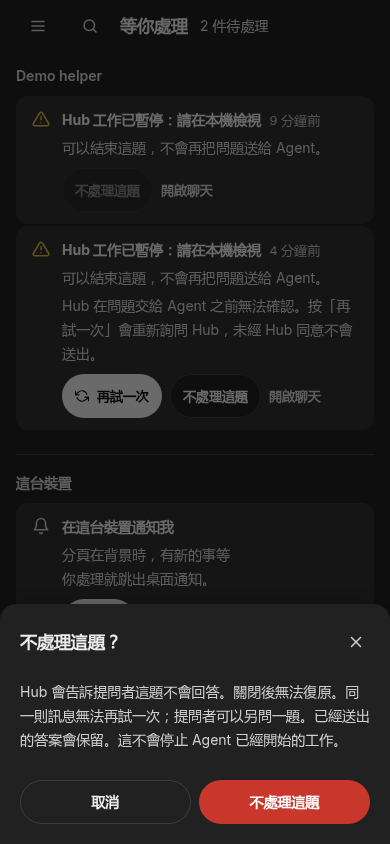 等你處理 2 件待處理
Demo helper
Hub 工作已暫停：請在本機檢視 9 分鐘前
可以結束這題，不會再把問題送給 Agent。
不處理這題 開啟聊天
Hub 工作已暫停：請在本機檢視 4 分鐘前
可以結束這題，不會再把問題送給 Agent。
Hub 在問題交給 Agent 之前無法確認。按「再
試一次」會重新詢問 Hub，未經 Hub 同意不會
送出。
再試一次 不處理這題 開啟聊天
這台裝置
在這台裝置通知我
分頁在背景時，有新的事等
你處理就跳出桌面通知。
不處理這題？
Hub 會告訴提問者這題不會回答。關閉後無法復原。同
一則訊息無法再試一次；提問者可以另問一題。已經送出
的答案會保留。這不會停止 Agent 已經開始的工作。
取消 不處理這題